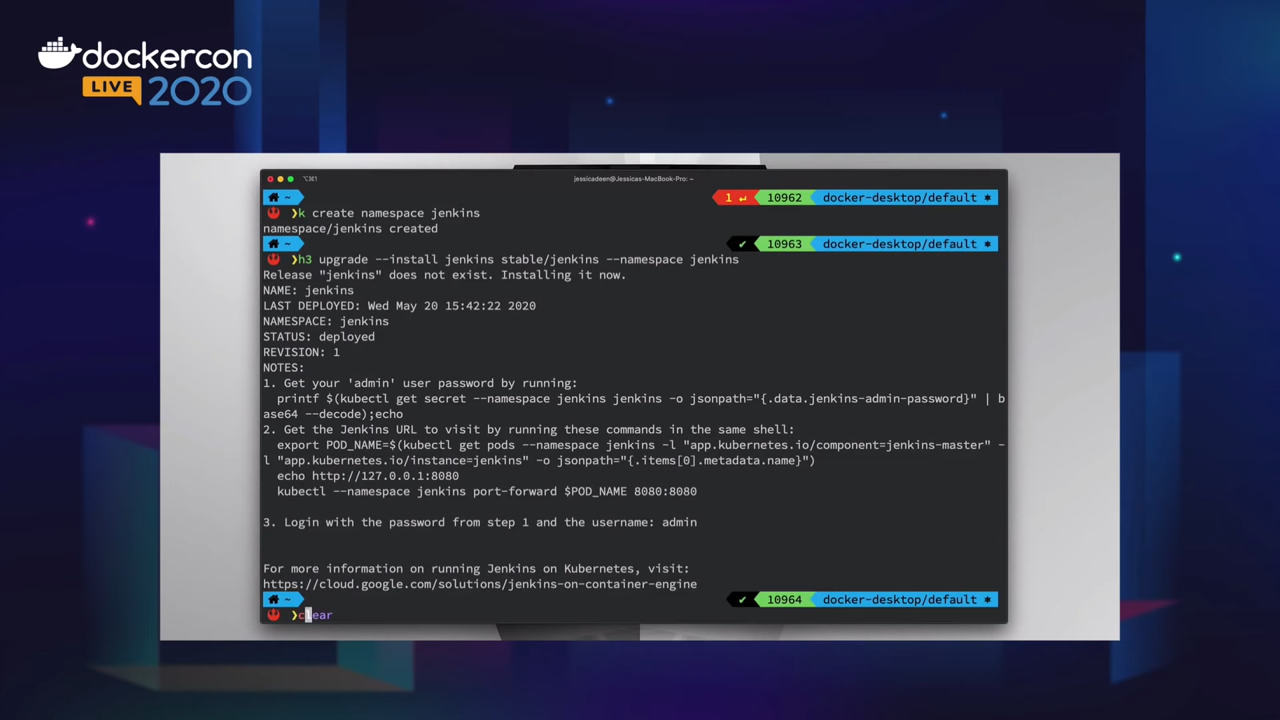 dockercon
LIVE 2020
⌥⌘1
jessicadeen@Jessicas-MacBook-Pro: ~
~ 1 ↵ 10962 docker-desktop/default ⎈
❯k create namespace jenkins
namespace/jenkins created
~ ✔ 10963 docker-desktop/default ⎈
❯h3 upgrade --install jenkins stable/jenkins --namespace jenkins
Release "jenkins" does not exist. Installing it now.
NAME: jenkins
LAST DEPLOYED: Wed May 20 15:42:22 2020
NAMESPACE: jenkins
STATUS: deployed
REVISION: 1
NOTES:
1. Get your 'admin' user password by running:
printf $(kubectl get secret --namespace jenkins jenkins -o jsonpath="{.data.jenkins-admin-password}" | b
ase64 --decode);echo
2. Get the Jenkins URL to visit by running these commands in the same shell:
export POD_NAME=$(kubectl get pods --namespace jenkins -l "app.kubernetes.io/component=jenkins-master" -
l "app.kubernetes.io/instance=jenkins" -o jsonpath="{.items[0].metadata.name}")
echo http://127.0.0.1:8080
kubectl --namespace jenkins port-forward $POD_NAME 8080:8080
3. Login with the password from step 1 and the username: admin
For more information on running Jenkins on Kubernetes, visit:
https://cloud.google.com/solutions/jenkins-on-container-engine
~ ✔ 10964 docker-desktop/default ⎈
❯clear